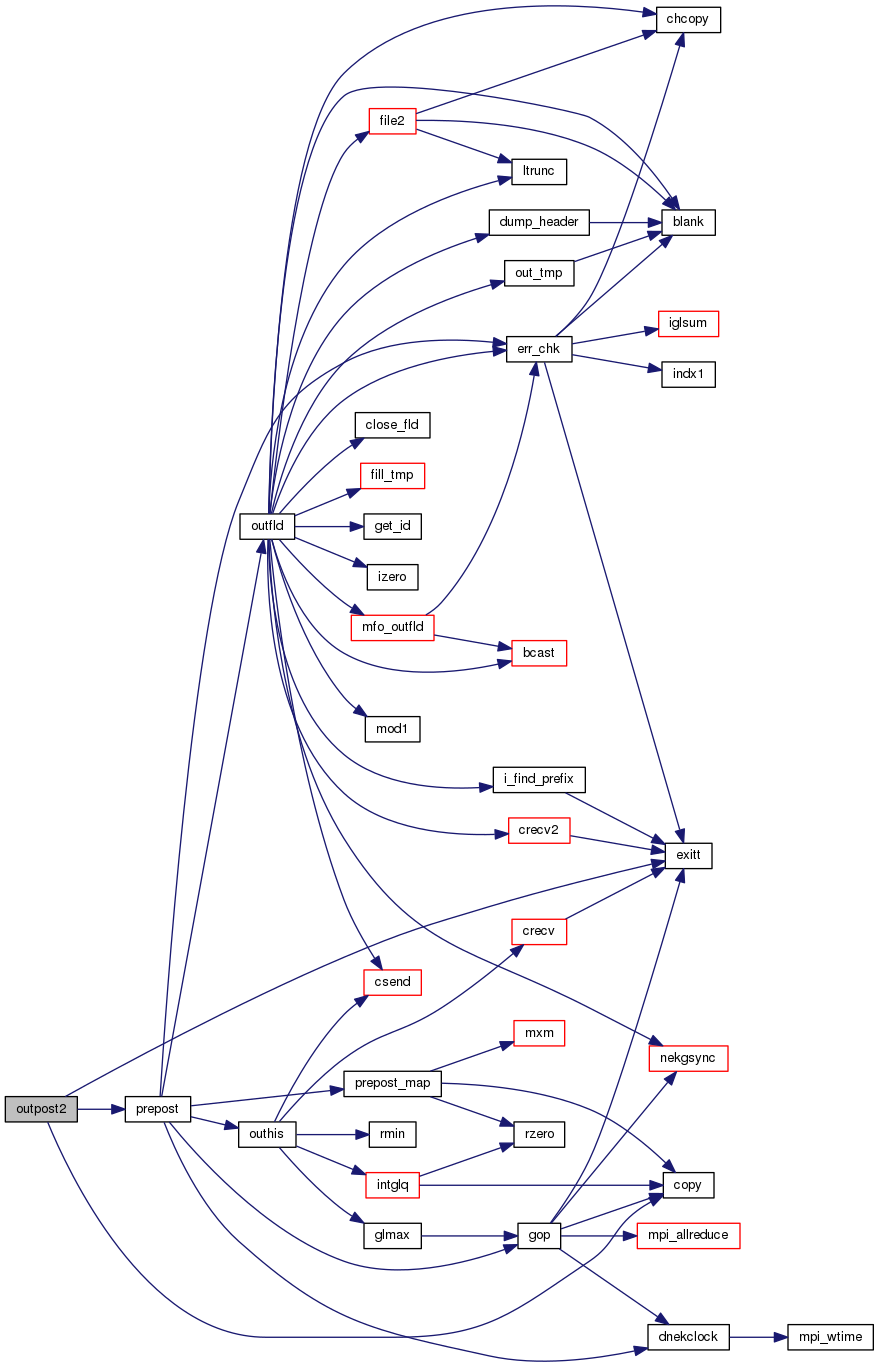 chcopy
file2
ltrunc
dump_header
blank
out_tmp
iglsum
err_chk
indx1
close_fld
fill_tmp
outfld
get_id
izero
mfo_outfld
bcast
mod1
i_find_prefix
crecv2
exitt
crecv
csend
mxm
nekgsync
prepost_map
outpost2
prepost
outhis
rmin
rzero
intglq
copy
glmax
gop
mpi_allreduce
dnekclock
mpi_wtime